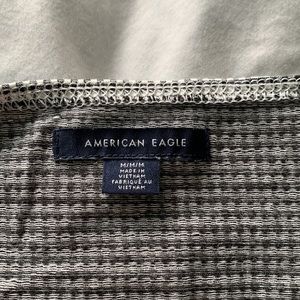 AMERICAN EAGLE
M/M/M
MADE IN
VIETNAM
FABRIQUÉ AU
VIETNAM